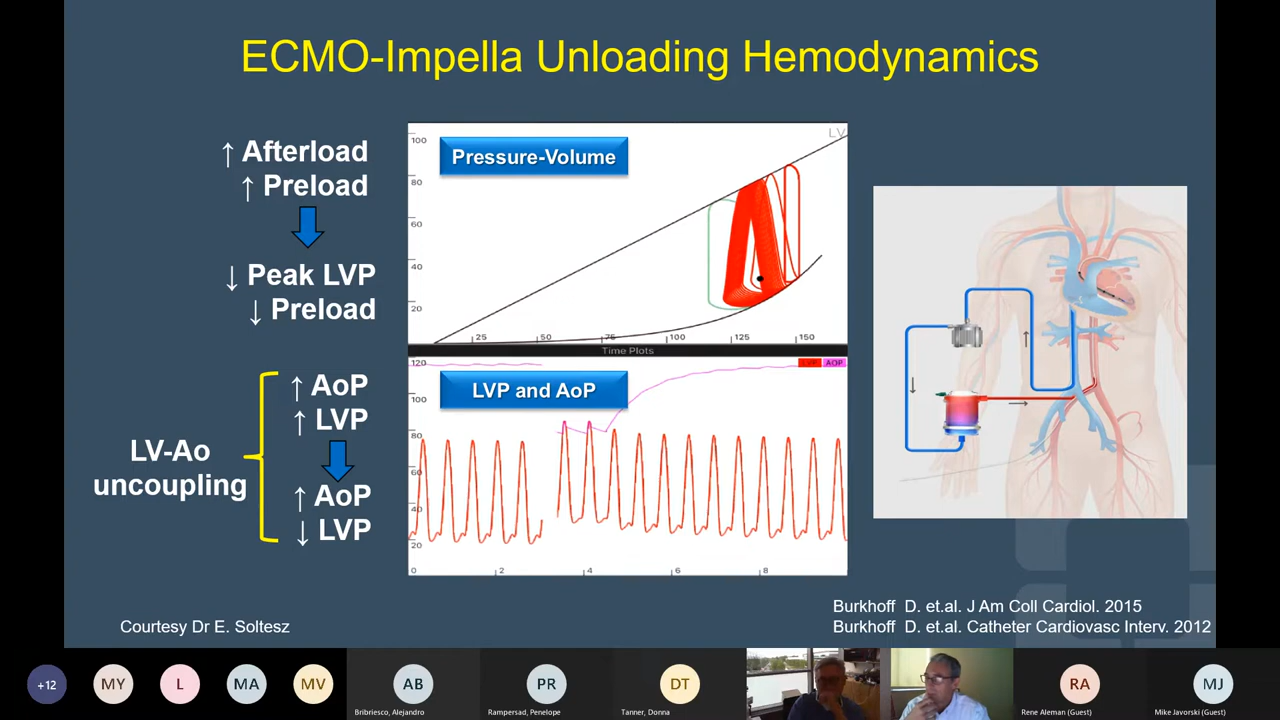 ECMO-Impella Unloading Hemodynamics
↑ Afterload
↑ Preload
↓ Peak LVP
↓ Preload
LV-Ao
uncoupling
↑ AoP
↑ LVP
↑ AoP
↓ LVP
Pressure-Volume
LV
100
80
60
40
20
25
50
75
100
125
150
Time Plots
LVP and AoP
LVP AOP
120
100
80
60
40
20
0
2
4
6
8
Courtesy Dr E. Soltesz
Burkhoff D. et.al. J Am Coll Cardiol. 2015
Burkhoff D. et.al. Catheter Cardiovasc Interv. 2012
+12
MY
L
MA
MV
AB
Bribriesco, Alejandro
PR
Rampersad, Penelope
DT
Tanner, Donna
RA
Rene Aleman (Guest)
MJ
Mike Javorski (Guest)